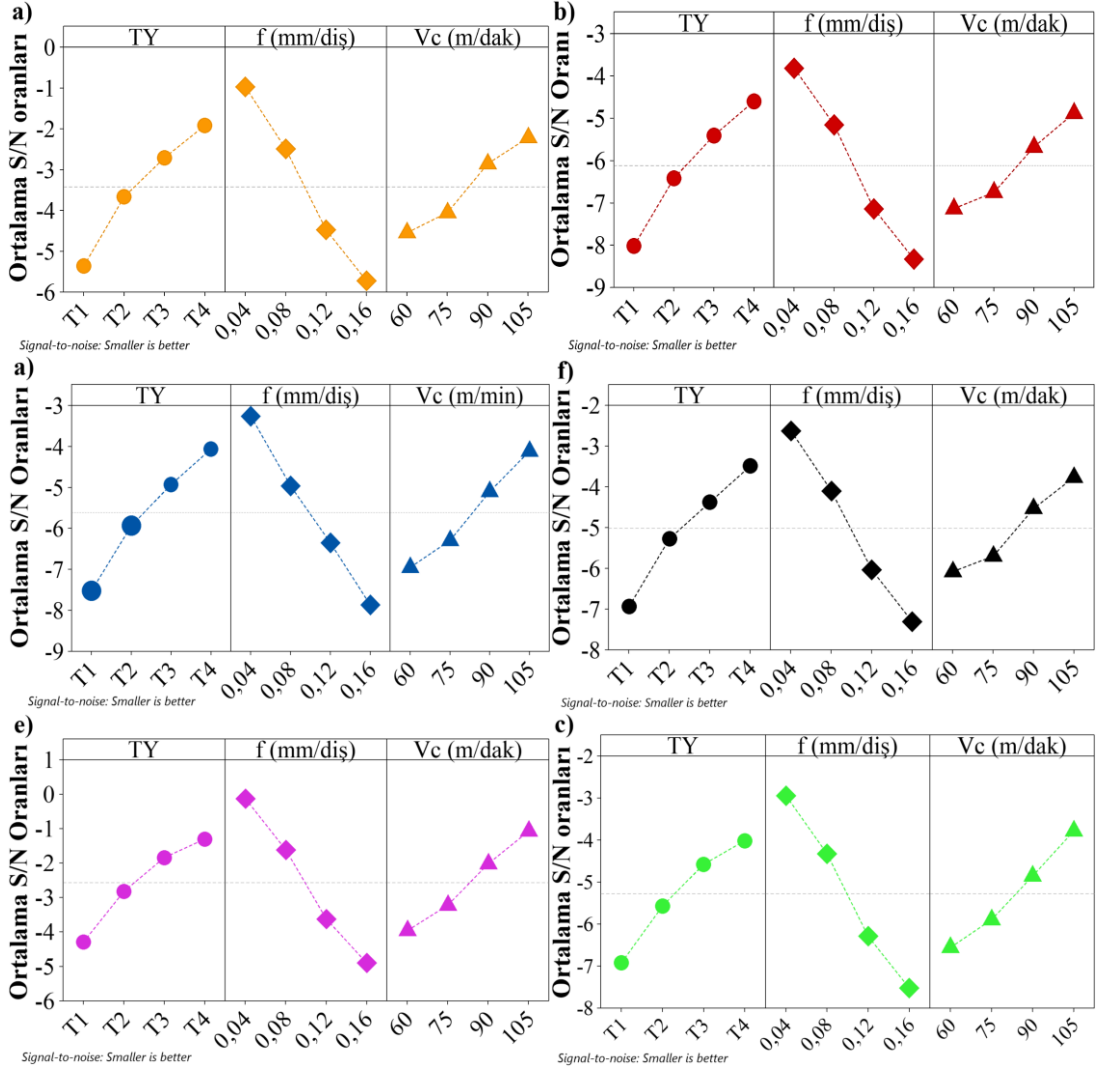 a)
Ortalama S/N oranları
TY f (mm/diş) Vc (m/dak)
0
-1
-2
-3
-4
-5
-6
T1 T2 T3 T4 0,04 0,08 0,12 0,16 60 75 90 105
Signal-to-noise: Smaller is better
b)
Ortalama S/N Oranı
TY f (mm/diş) Vc (m/dak)
-3
-4
-5
-6
-7
-8
-9
T1 T2 T3 T4 0,04 0,08 0,12 0,16 60 75 90 105
Signal-to-noise: Smaller is better
a)
Ortalama S/N Oranları
TY f (mm/diş) Vc (m/min)
-3
-4
-5
-6
-7
-8
-9
T1 T2 T3 T4 0,04 0,08 0,12 0,16 60 75 90 105
Signal-to-noise: Smaller is better
f)
Ortalama S/N Oranları
TY f (mm/diş) Vc (m/dak)
-2
-3
-4
-5
-6
-7
-8
T1 T2 T3 T4 0,04 0,08 0,12 0,16 60 75 90 105
Signal-to-noise: Smaller is better
e)
Ortalama S/N Oranları
TY f (mm/diş) Vc (m/dak)
1
0
-1
-2
-3
-4
-5
-6
T1 T2 T3 T4 0,04 0,08 0,12 0,16 60 75 90 105
Signal-to-noise: Smaller is better
c)
Ortalama S/N oranları
TY f (mm/diş) Vc (m/dak)
-2
-3
-4
-5
-6
-7
-8
T1 T2 T3 T4 0,04 0,08 0,12 0,16 60 75 90 105
Signal-to-noise: Smaller is better